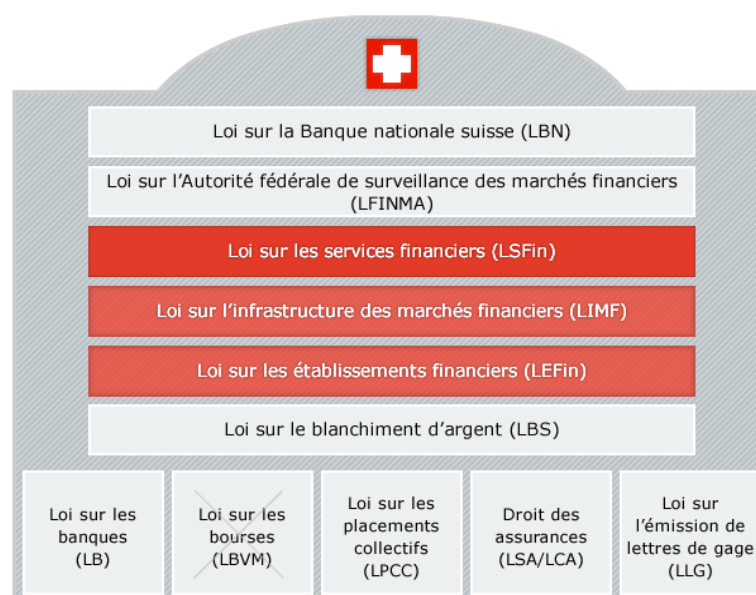 Loi sur la Banque nationale suisse (LBN)
Loi sur l'Autorité fédérale de surveillance des marchés financiers
(LFINMA)
Loi sur les services financiers (LSFin)
Loi sur l'infrastructure des marchés financiers (LIMF)
Loi sur les établissements financiers (LEFin)
Loi sur le blanchiment d'argent (LBS)
Loi sur les
banques
(LB)
Loi sur les
bourses
(LBVM)
Loi sur les
placements
collectifs
(LPCC)
Droit des
assurances
(LSA/LCA)
Loi sur
l'émission de
lettres de gage
(LLG)